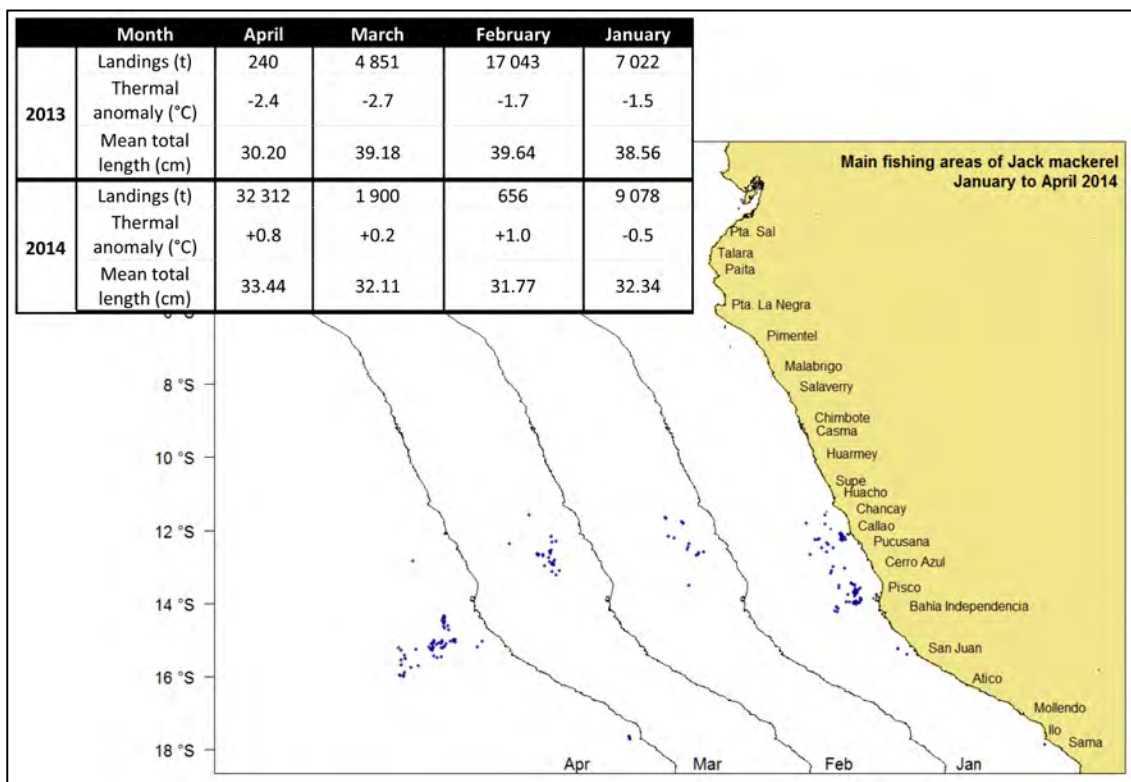 Month April March February January
2013
Landings (t) 240 4 851 17 043 7 022
Thermal
anomaly (°C) -2.4 -2.7 -1.7 -1.5
Mean total
length (cm) 30.20 39.18 39.64 38.56
2014
Landings (t) 32 312 1 900 656 9 078
Thermal
anomaly (°C) +0.8 +0.2 +1.0 -0.5
Mean total
length (cm) 33.44 32.11 31.77 32.34
Main fishing areas of Jack mackerel
January to April 2014
Pta. Sal
Talara
Paita
Pta. La Negra
Pimentel
Malabrigo
Salaverry
Chimbote
Casma
Huarmey
Supe
Huacho
Chancay
Callao
Pucusana
Cerro Azul
Pisco
Bahía Independencia
San Juan
Atico
Mollendo
Ilo
Sama
8 °S
10 °S
12 °S
14 °S
16 °S
18 °S
Apr Mar Feb Jan